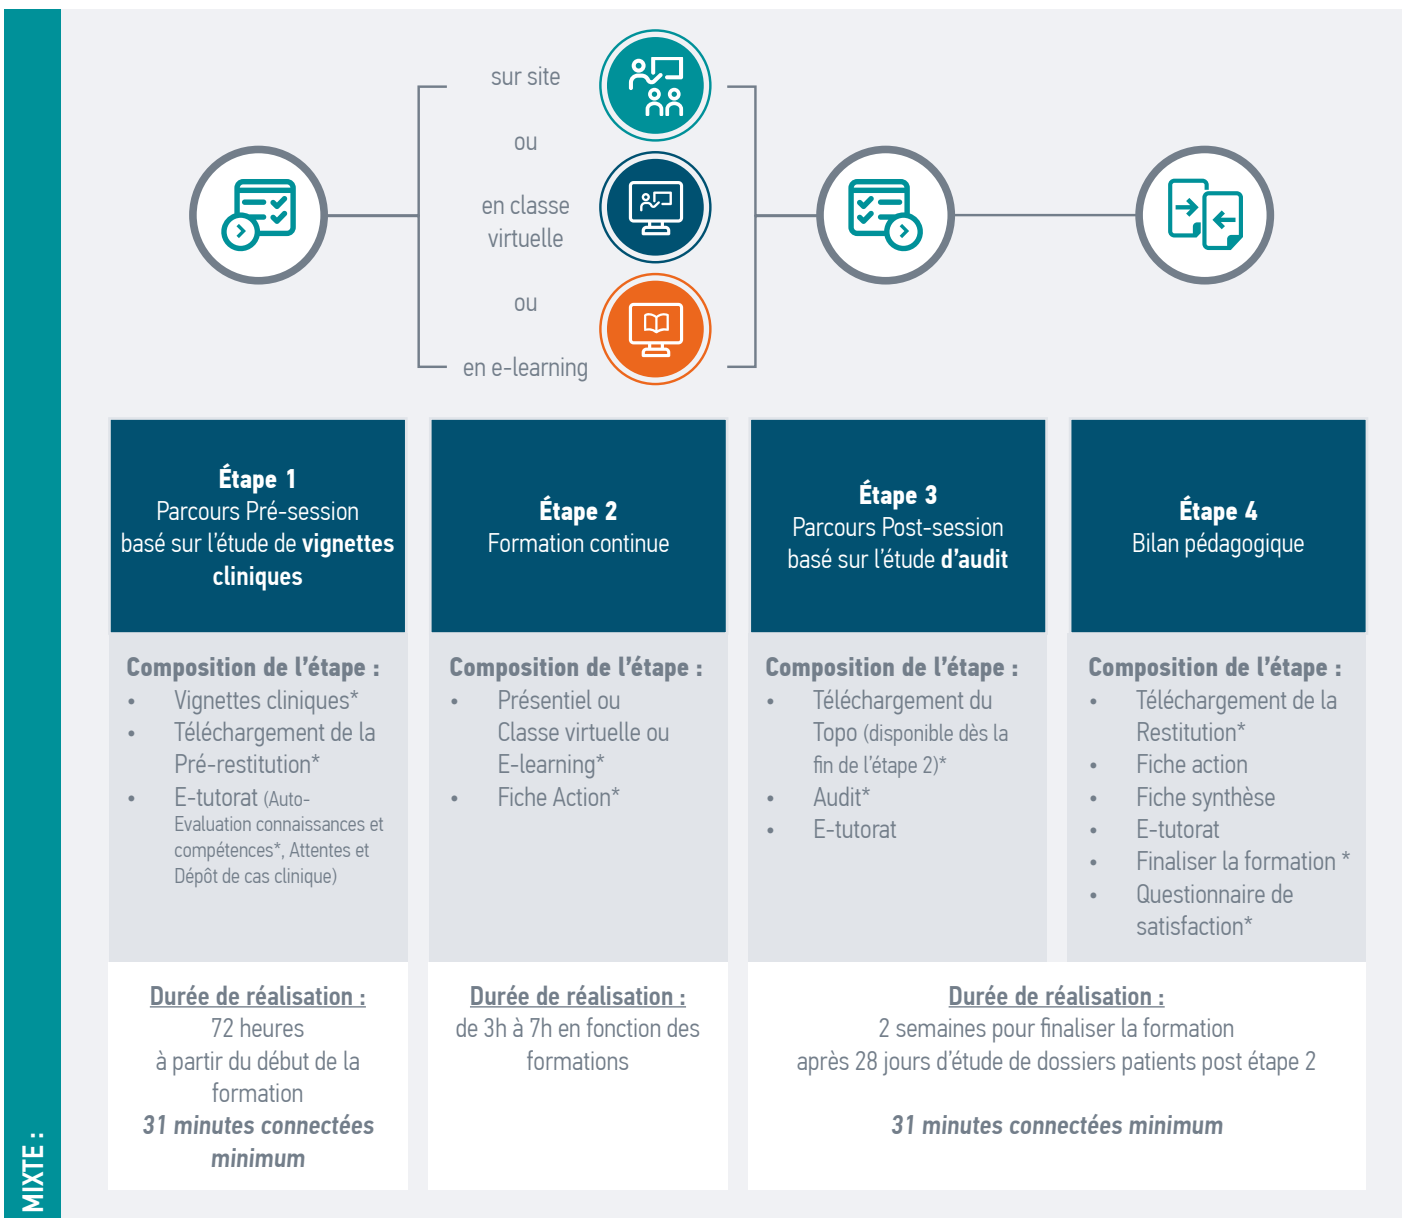 sur site
ou
en classe
virtuelle
ou
en e-learning
Étape 1
Parcours Pré-session
basé sur l'étude de vignettes
cliniques
Étape 2
Formation continue
Étape 3
Parcours Post-session
basé sur l'étude d'audit
Étape 4
Bilan pédagogique
Composition de l'étape :
• Vignettes cliniques*
• Téléchargement de la
Pré-restitution*
• E-tutorat (Auto-
Evaluation connaissances et
compétences*, Attentes et
Dépôt de cas clinique)
Composition de l'étape :
• Présentiel ou
Classe virtuelle ou
E-learning*
• Fiche Action*
Composition de l'étape :
• Téléchargement du
Topo (disponible dès la
fin de l'étape 2)*
• Audit*
• E-tutorat
Composition de l'étape :
• Téléchargement de la
Restitution*
• Fiche action
• Fiche synthèse
• E-tutorat
• Finaliser la formation *
• Questionnaire de
satisfaction*
Durée de réalisation :
72 heures
à partir du début de la
formation
31 minutes connectées
minimum
Durée de réalisation :
de 3h à 7h en fonction des
formations
Durée de réalisation :
2 semaines pour finaliser la formation
après 28 jours d'étude de dossiers patients post étape 2
31 minutes connectées minimum
MIXTE :